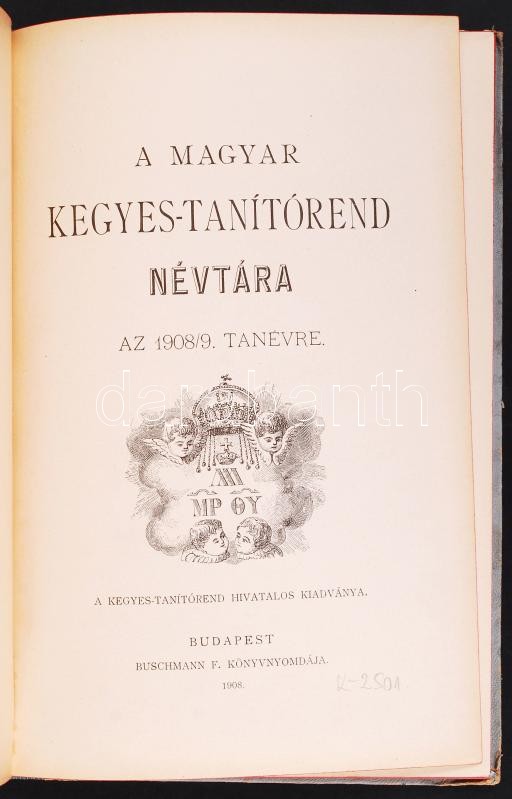 A MAGYAR
KEGYES-TANÍTÓREND
NÉVTÁRA
AZ 1908/9. TANÉVRE.
darabanth
MP ΘY
A KEGYES-TANÍTÓREND HIVATALOS KIADVÁNYA.
BUDAPEST
BUSCHMANN F. KÖNYVNYOMDÁJA.
1908.
K-2501.